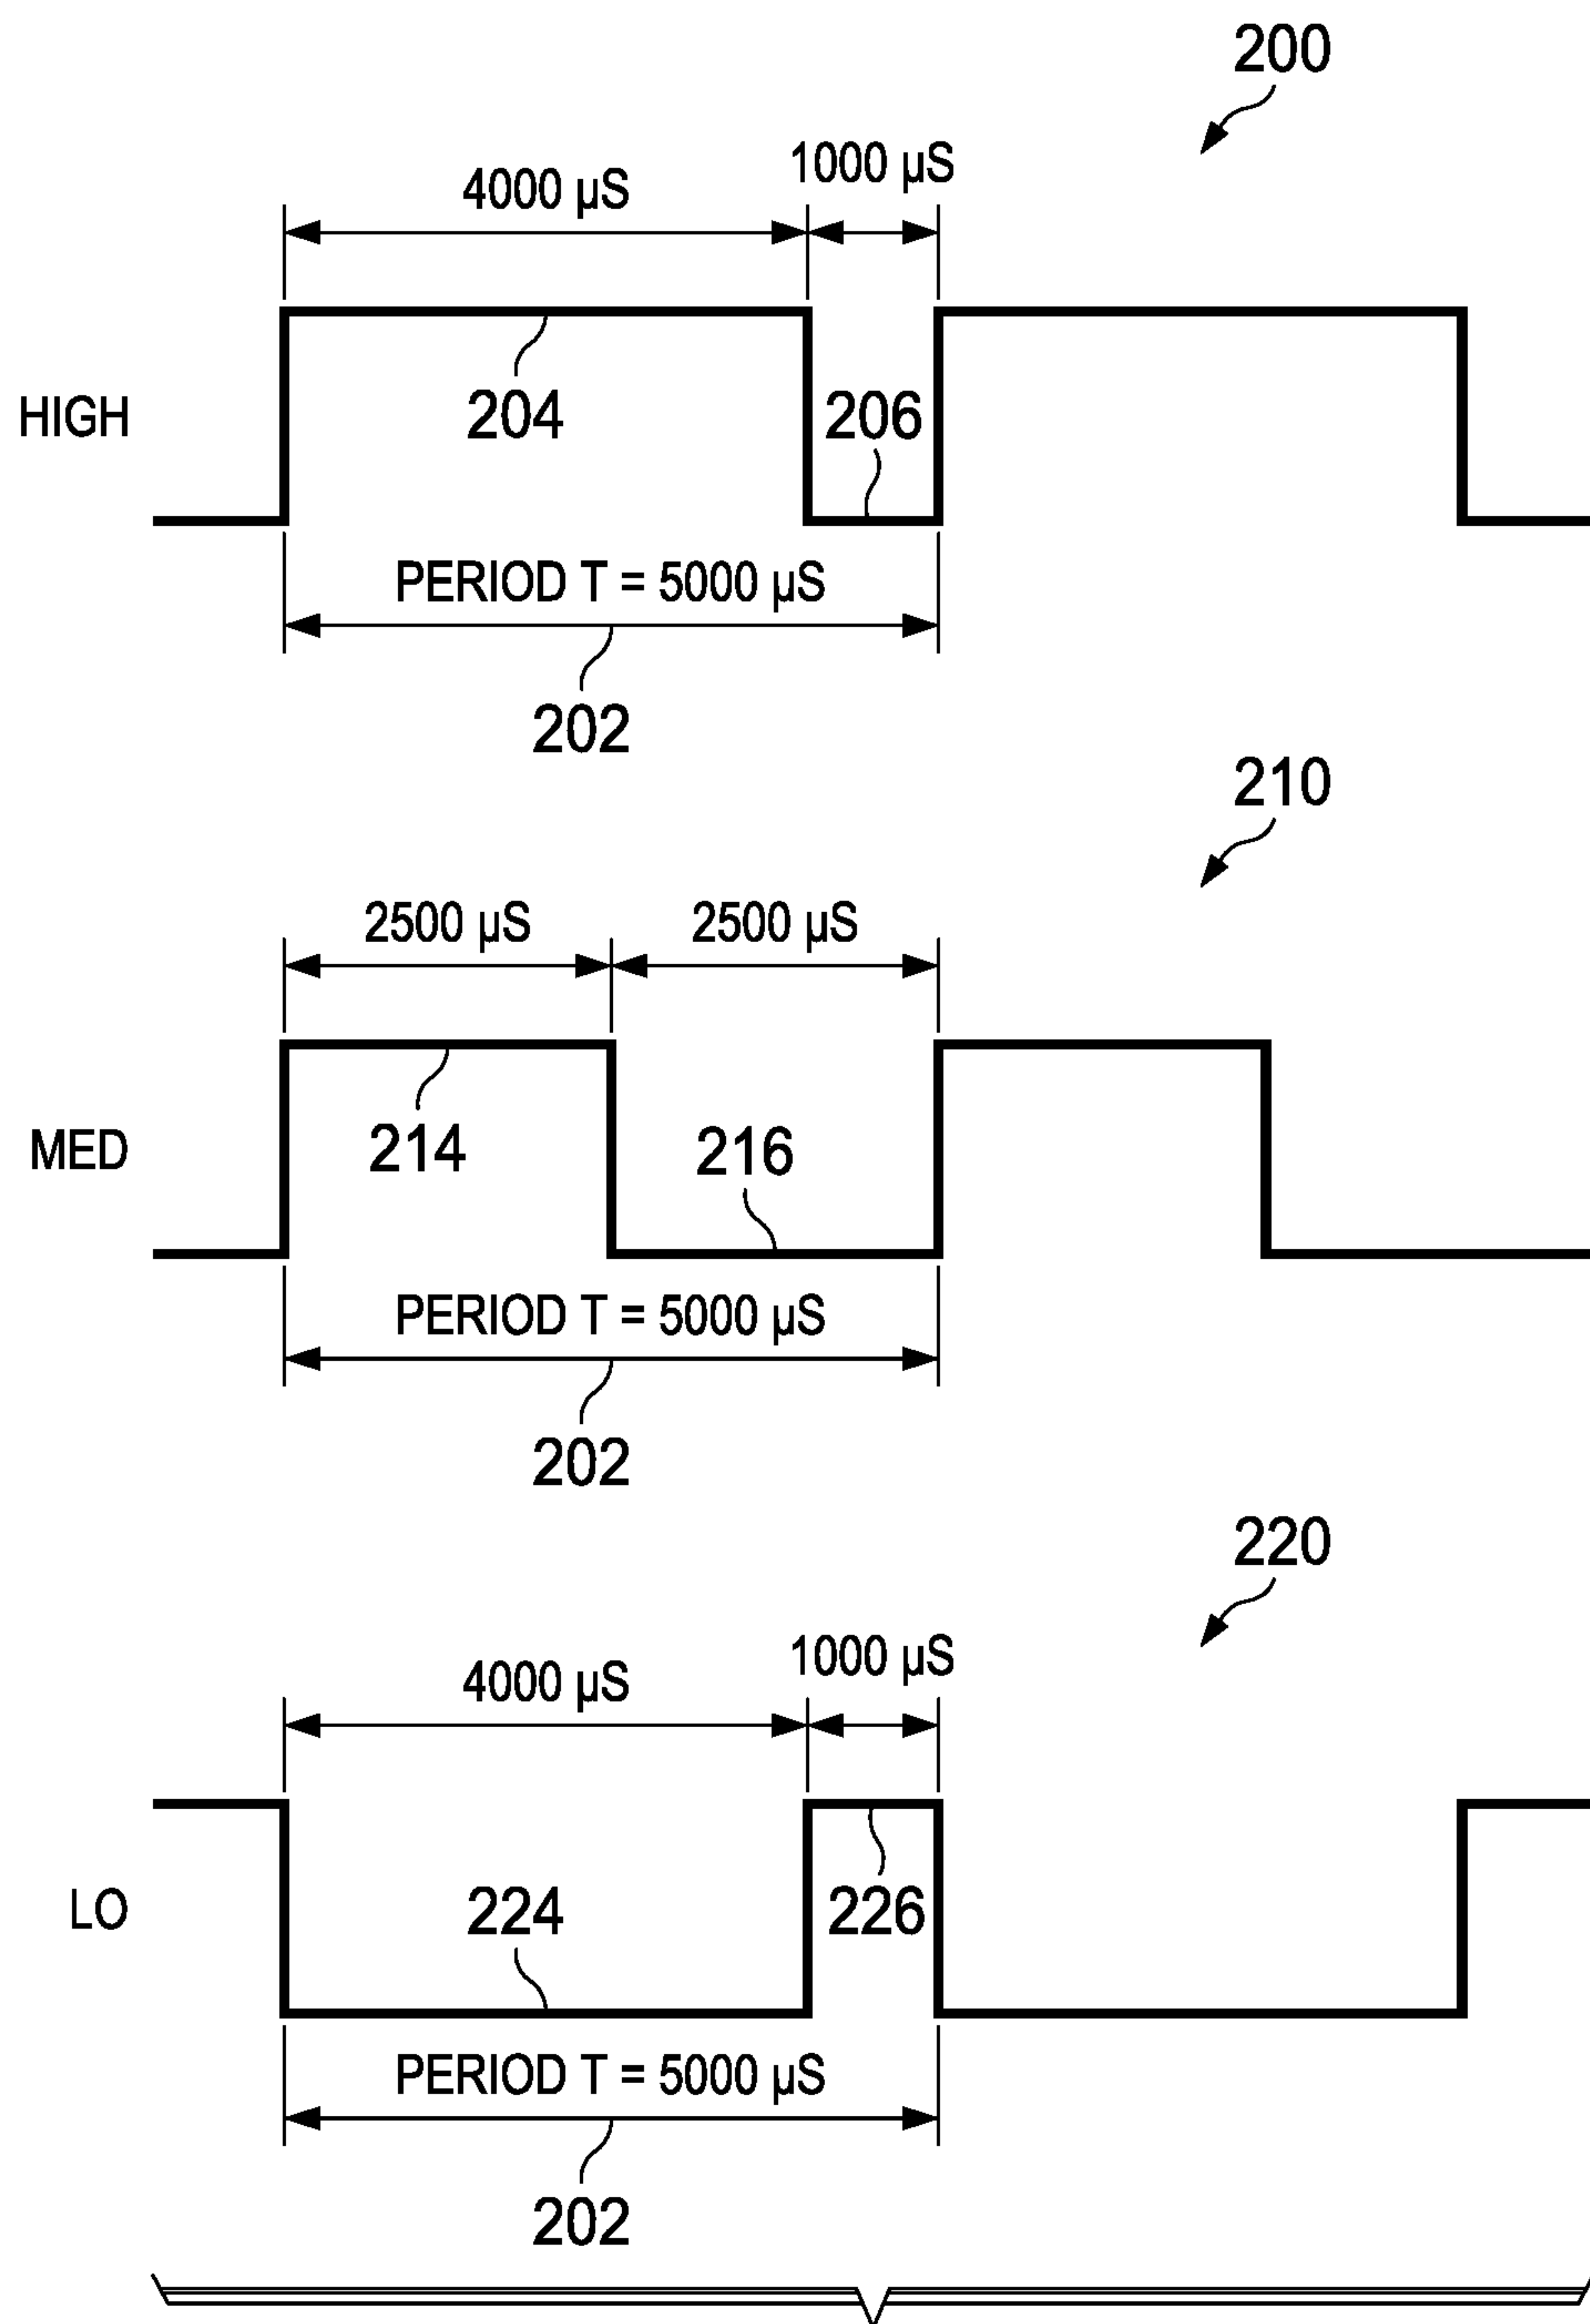 200
4000 µS
1000 µS
HIGH
204
206
PERIOD T = 5000 µS
202
210
2500 µS
2500 µS
MED
214
216
PERIOD T = 5000 µS
202
220
4000 µS
1000 µS
LO
224
226
PERIOD T = 5000 µS
202